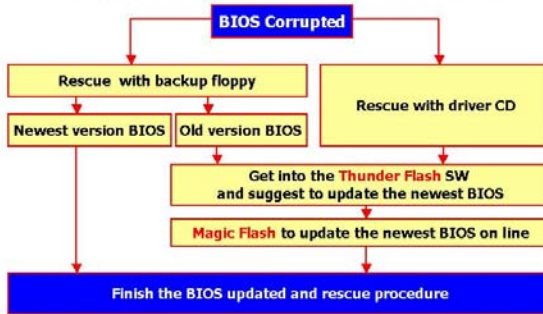 BIOS Corrupted
Rescue with backup floppy
Rescue with driver CD
Newest version BIOS
Old version BIOS
Get into the Thunder Flash SW
and suggest to update the newest BIOS
Magic Flash to update the newest BIOS on line
Finish the BIOS updated and rescue procedure